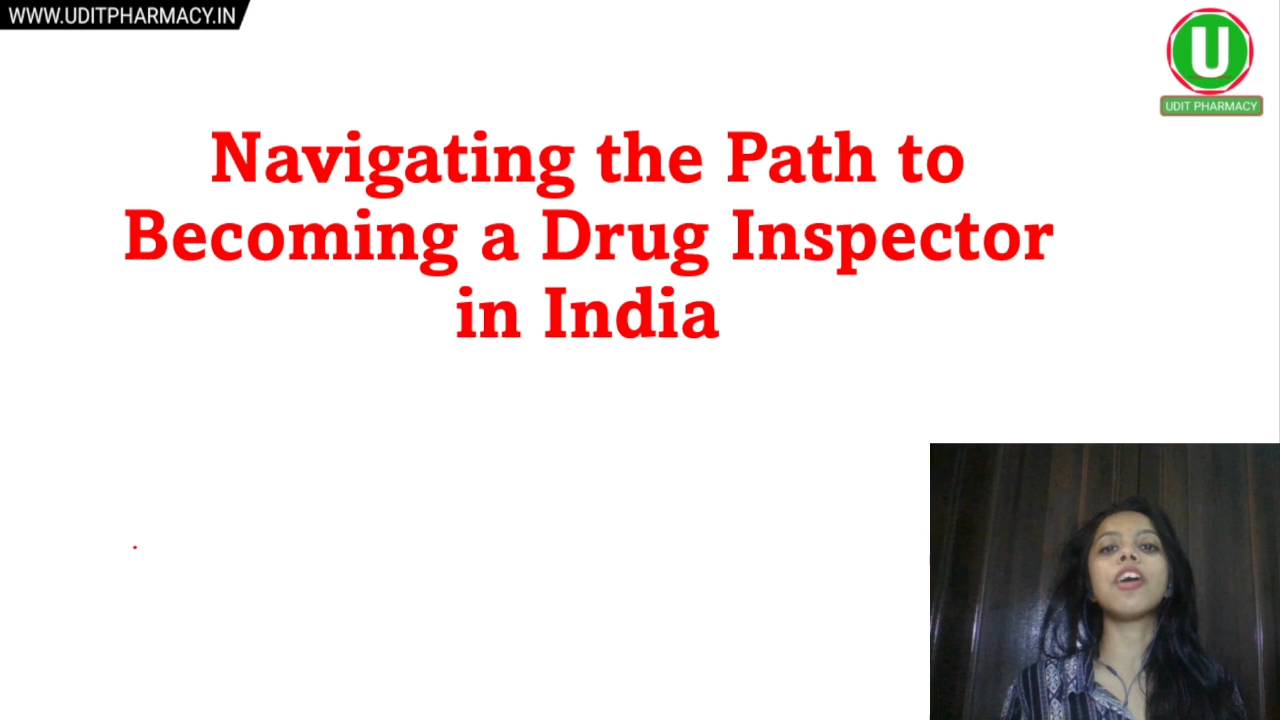 WWW.UDITPHARMACY.IN
U
UDIT PHARMACY
Navigating the Path to
Becoming a Drug Inspector
in India